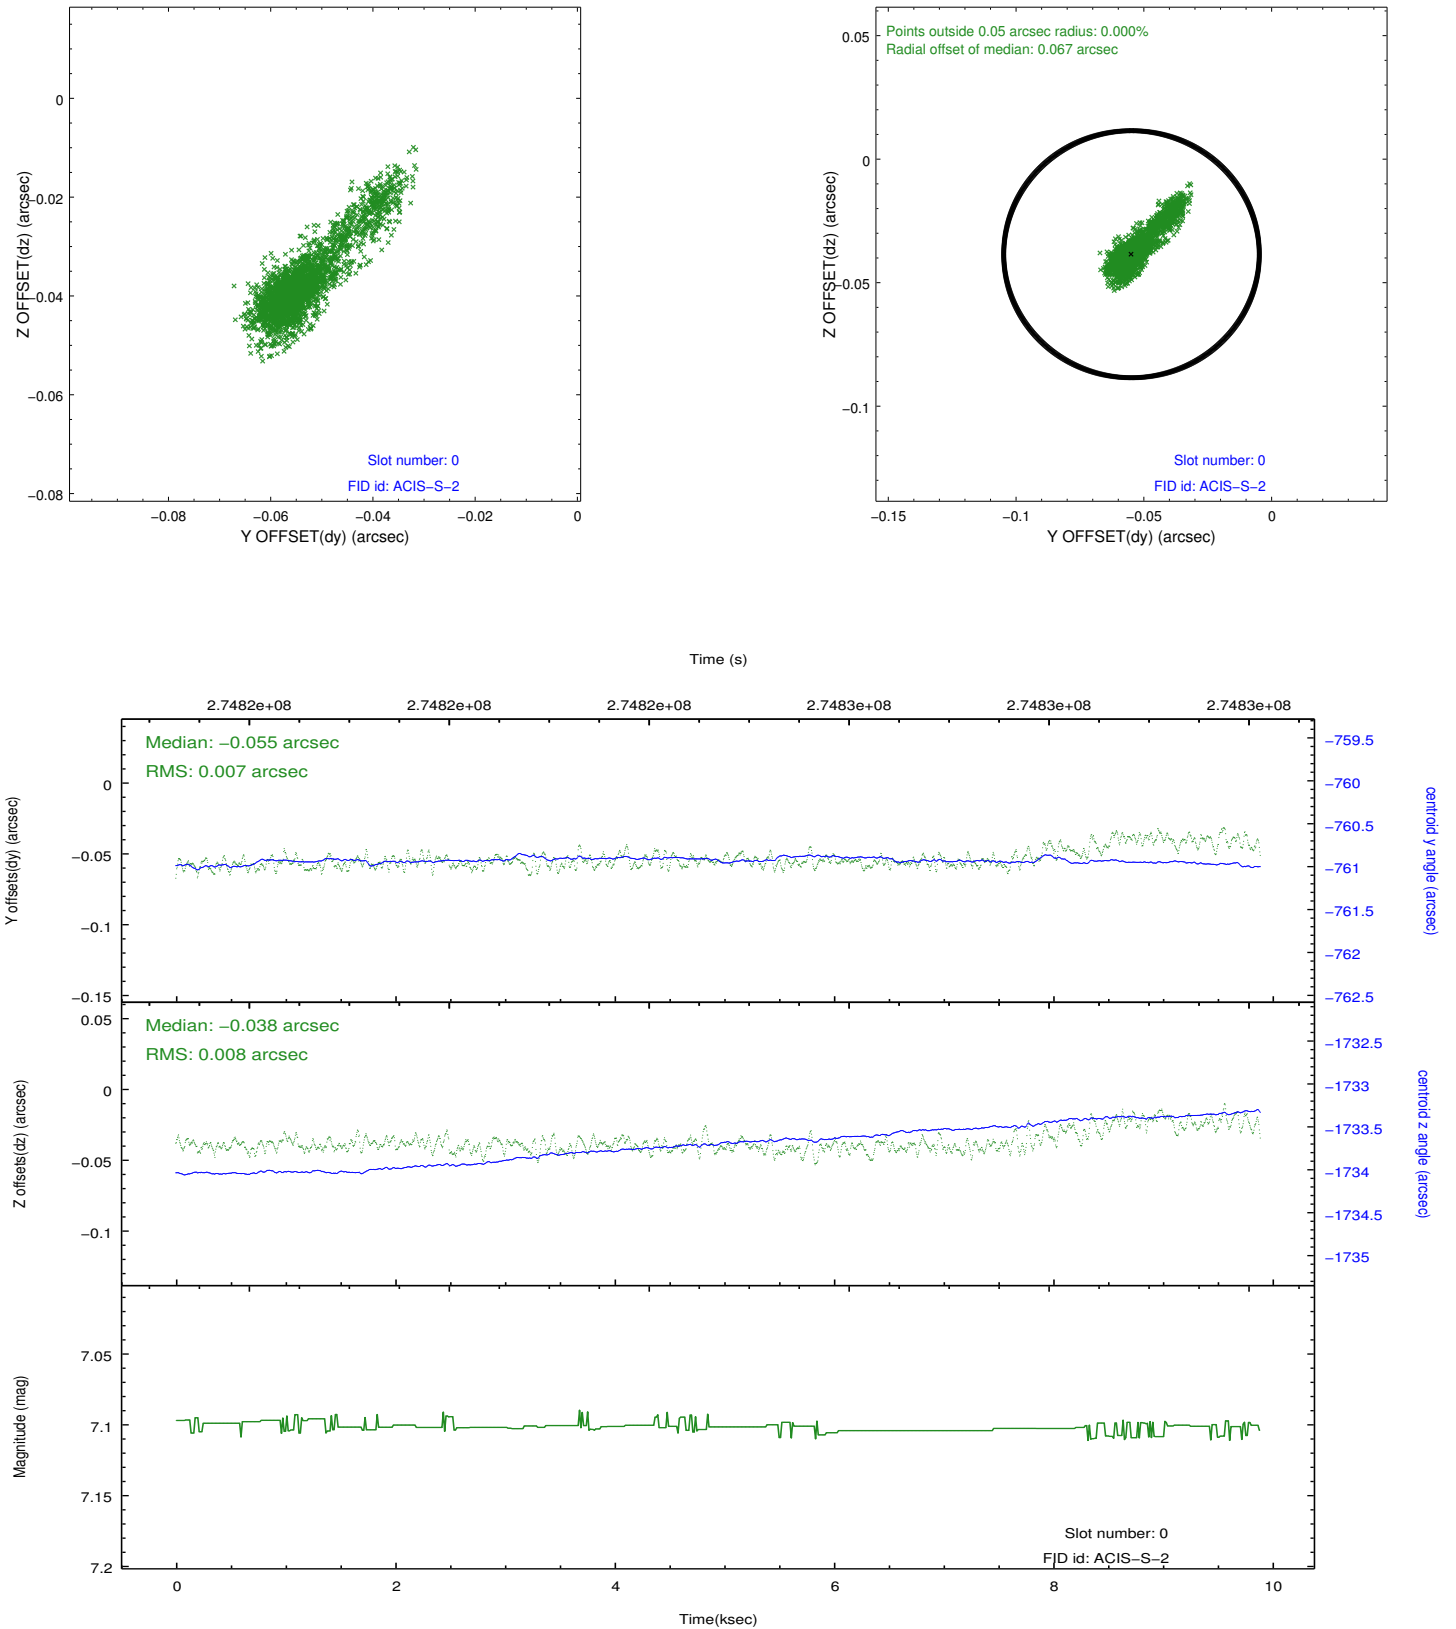 0
−0.02
−0.04
−0.06
−0.08
Z OFFSET(dz) (arcsec)
Slot number: 0
FID id: ACIS−S−2
−0.08
−0.06
−0.04
−0.02
0
Y OFFSET(dy) (arcsec)
Points outside 0.05 arcsec radius: 0.000%
Radial offset of median: 0.067 arcsec
0.05
0
−0.05
−0.1
Z OFFSET(dz) (arcsec)
Slot number: 0
FID id: ACIS−S−2
−0.15
−0.1
−0.05
0
Y OFFSET(dy) (arcsec)
Time (s)
2.7482e+08
2.7482e+08
2.7482e+08
2.7483e+08
2.7483e+08
2.7483e+08
Median: −0.055 arcsec
RMS: 0.007 arcsec
0
−0.05
−0.1
−0.15
Y offsets(dy) (arcsec)
−759.5
−760
−760.5
−761
−761.5
−762
−762.5
centroid y angle (arcsec)
Median: −0.038 arcsec
RMS: 0.008 arcsec
0.05
0
−0.05
−0.1
Z offsets(dz) (arcsec)
−1732.5
−1733
−1733.5
−1734
−1734.5
−1735
centroid z angle (arcsec)
7.05
7.1
7.15
7.2
Magnitude (mag)
Slot number: 0
FID id: ACIS−S−2
0
2
4
6
8
10
Time(ksec)